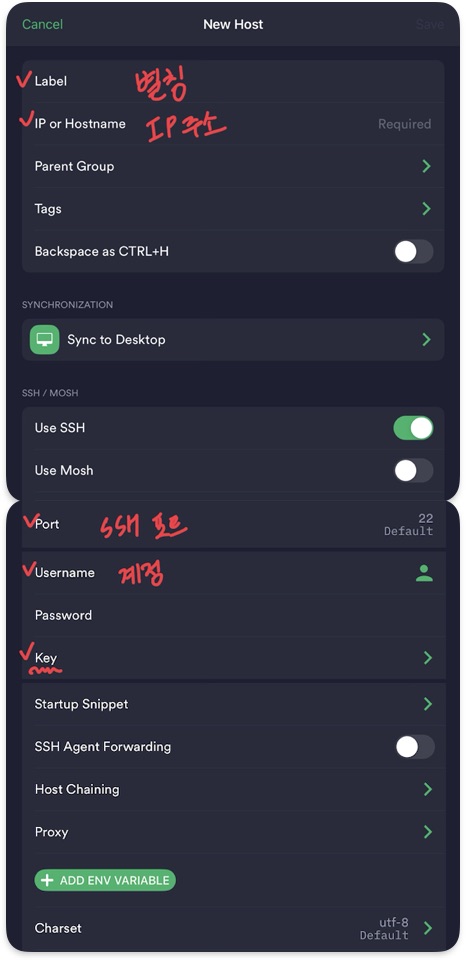 Cancel New Host Save
Label 별칭
IP or Hostname IP 주소 Required
Parent Group
Tags
Backspace as CTRL+H
SYNCHRONIZATION
Sync to Desktop
SSH / MOSH
Use SSH
Use Mosh
Port SSH 포트 22
Default
Username 계정
Password
Key
Startup Snippet
SSH Agent Forwarding
Host Chaining
Proxy
+ ADD ENV VARIABLE
Charset utf-8
Default